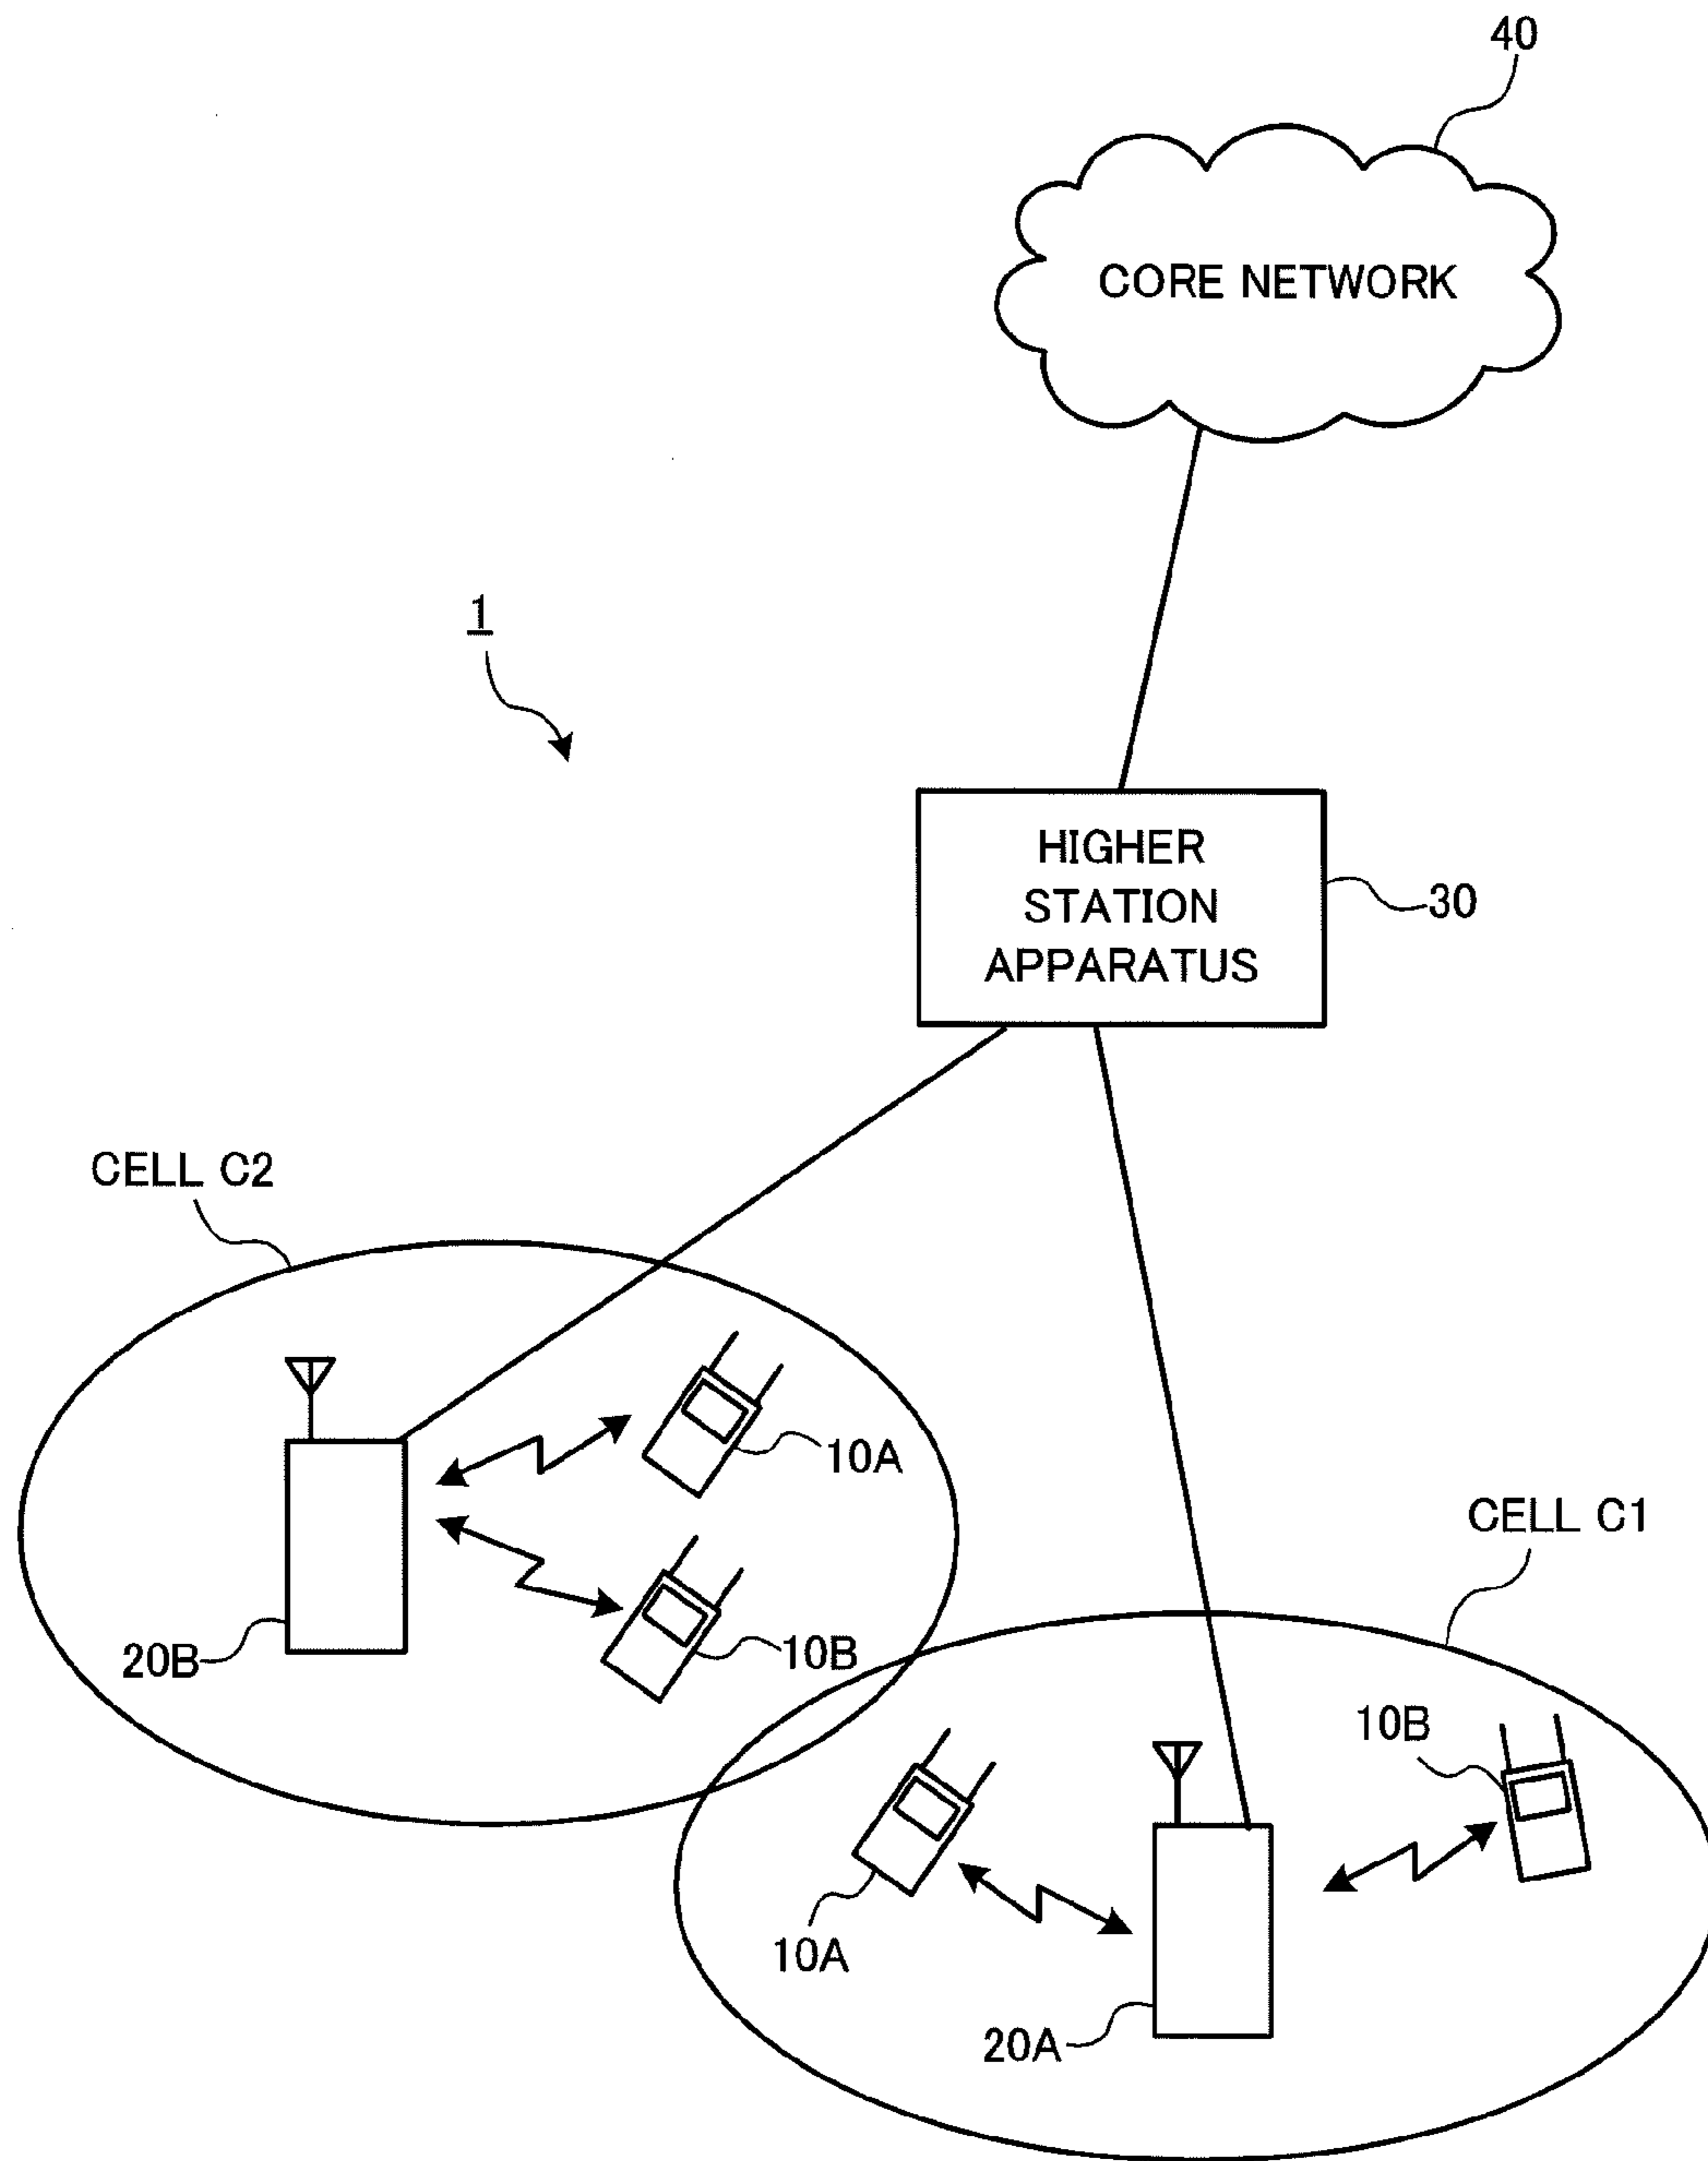 40
CORE NETWORK
1
HIGHER
STATION
APPARATUS
30
CELL C2
10A
CELL C1
20B
10B
10B
10A
20A